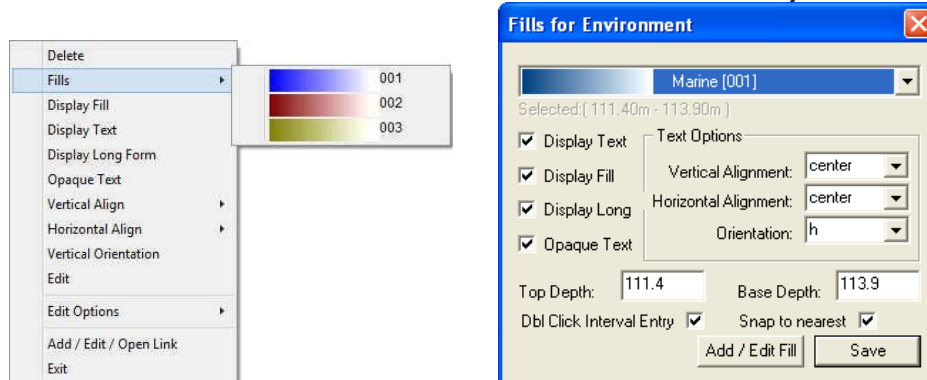 Delete
Fills
001
002
003
Display Fill
Display Text
Display Long Form
Opaque Text
Vertical Align
Horizontal Align
Vertical Orientation
Edit
Edit Options
Add / Edit / Open Link
Exit
Fills for Environment
Marine [001]
Selected:( 111.40m - 113.90m )
Display Text
Display Fill
Display Long
Opaque Text
Text Options
Vertical Alignment: center
Horizontal Alignment: center
Orientation: h
Top Depth: 111.4 Base Depth: 113.9
Dbl Click Interval Entry Snap to nearest
Add / Edit Fill Save